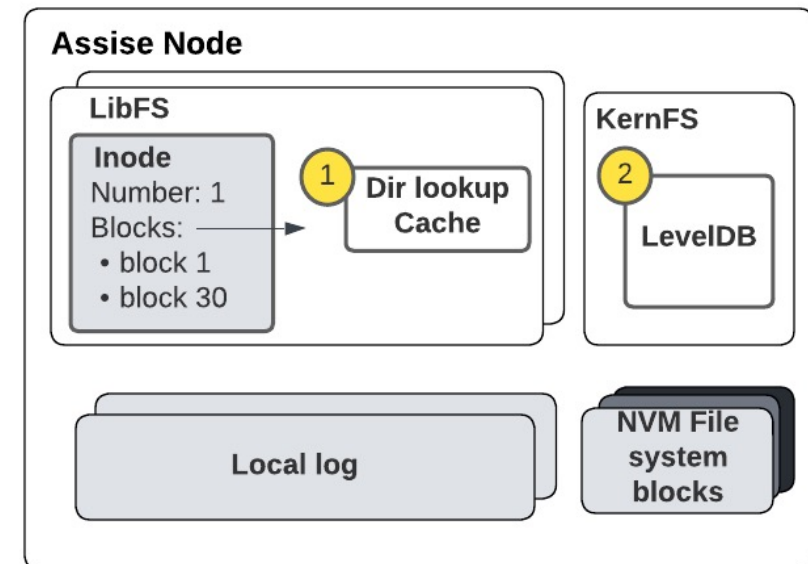 Assise Node
LibFS
Inode
Number: 1
Blocks:
• block 1
• block 30
1
Dir lookup
Cache
KernFS
2
LevelDB
Local log
NVM File
system
blocks